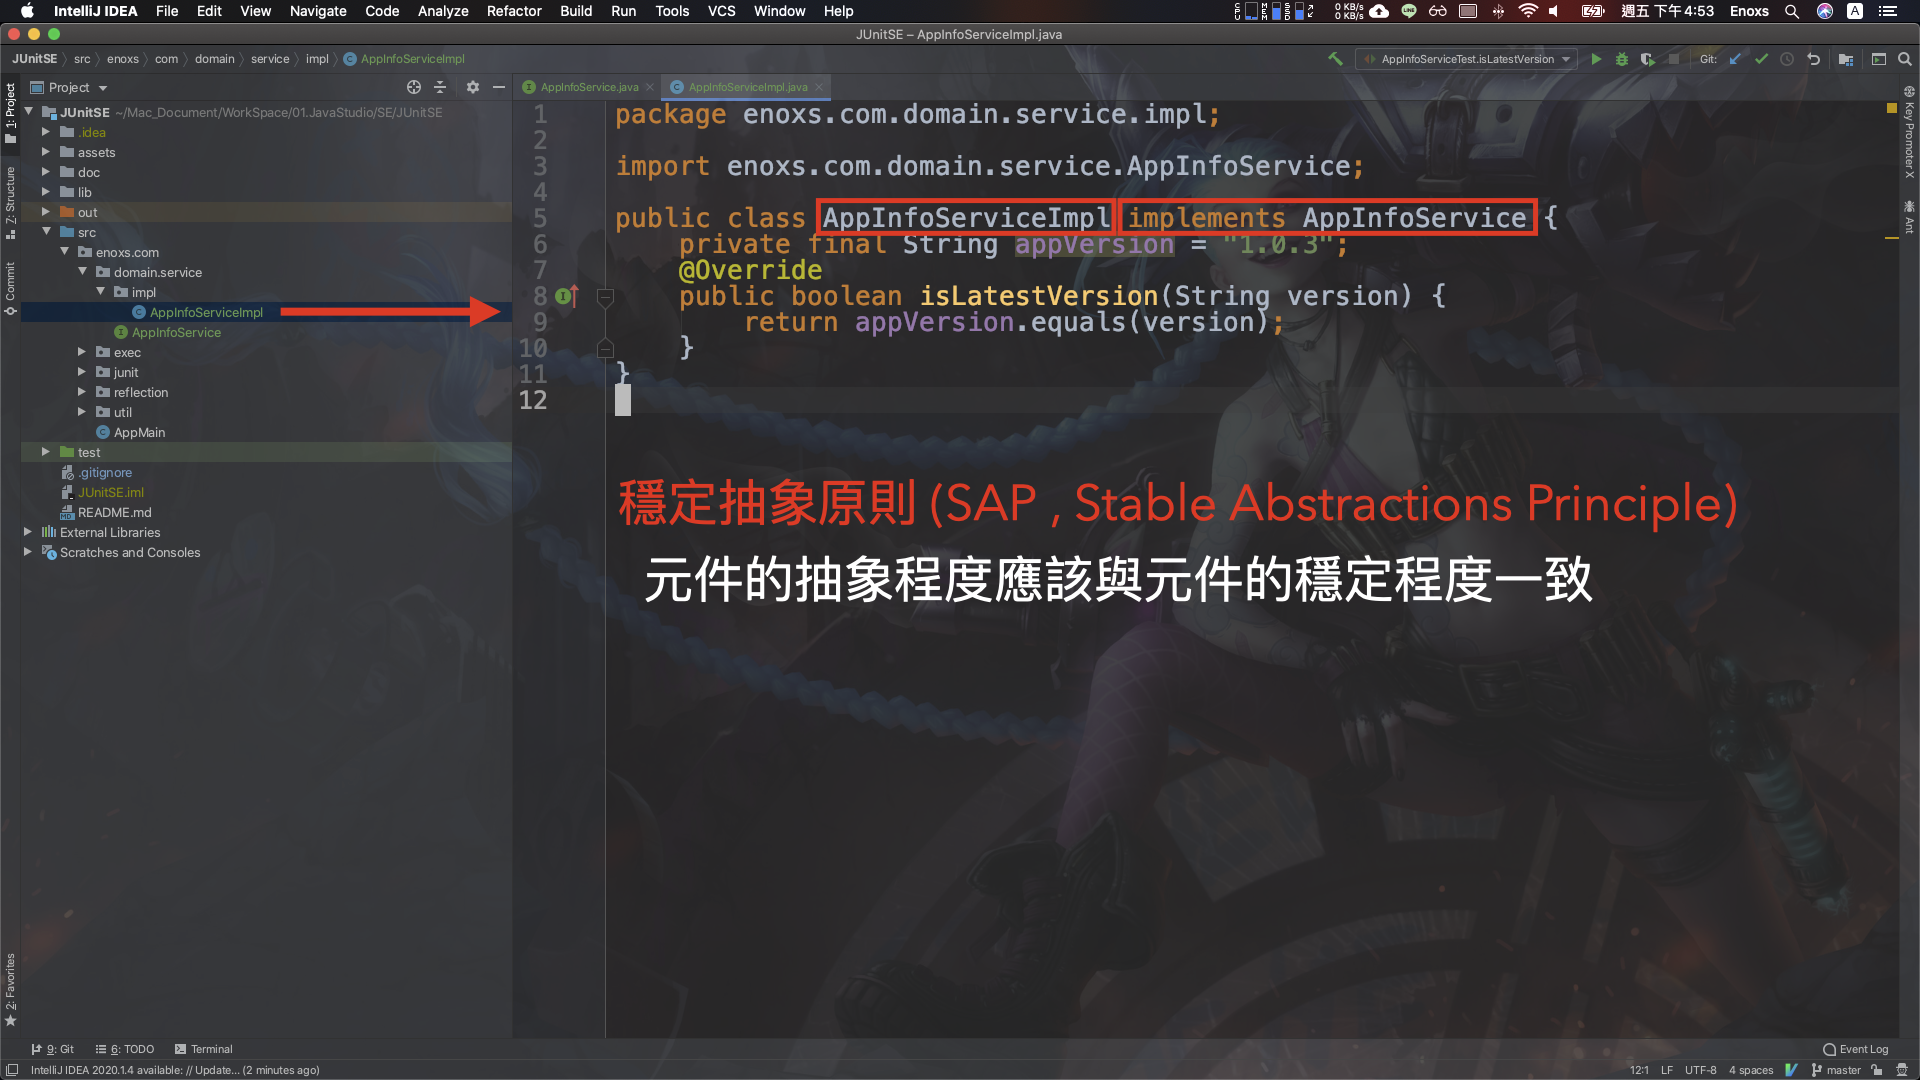 IntelliJ IDEA File Edit View Navigate Code Analyze Refactor Build Run Tools VCS Window Help 0 KB/s 0 KB/s 週五 下午4:53 Enoxs
JUnitSE – AppInfoServiceImpl.java
JUnitSE src enoxs com domain service impl AppInfoServiceImpl AppInfoServiceTest.isLatestVersion Git:
Project
AppInfoService.java AppInfoServiceImpl.java
JUnitSE ~/Mac_Document/WorkSpace/01.JavaStudio/SE/JUnitSE
.idea
assets
doc
lib
out
src
enoxs.com
domain.service
impl
AppInfoServiceImpl
AppInfoService
exec
junit
reflection
util
AppMain
test
.gitignore
JUnitSE.iml
README.md
External Libraries
Scratches and Consoles
1: Project
7: Structure
Commit
2: Favorites
1 package enoxs.com.domain.service.impl;
2
3 import enoxs.com.domain.service.AppInfoService;
4
5 public class AppInfoServiceImpl implements AppInfoService {
6 private final String appVersion = "1.0.3";
7 @Override
8 public boolean isLatestVersion(String version) {
9 return appVersion.equals(version);
10 }
11 }
12
穩定抽象原則 (SAP , Stable Abstractions Principle)
元件的抽象程度應該與元件的穩定程度一致
Key Promoter X
Ant
9: Git 6: TODO Terminal Event Log
IntelliJ IDEA 2020.1.4 available: // Update... (2 minutes ago) 12:1 LF UTF-8 4 spaces master